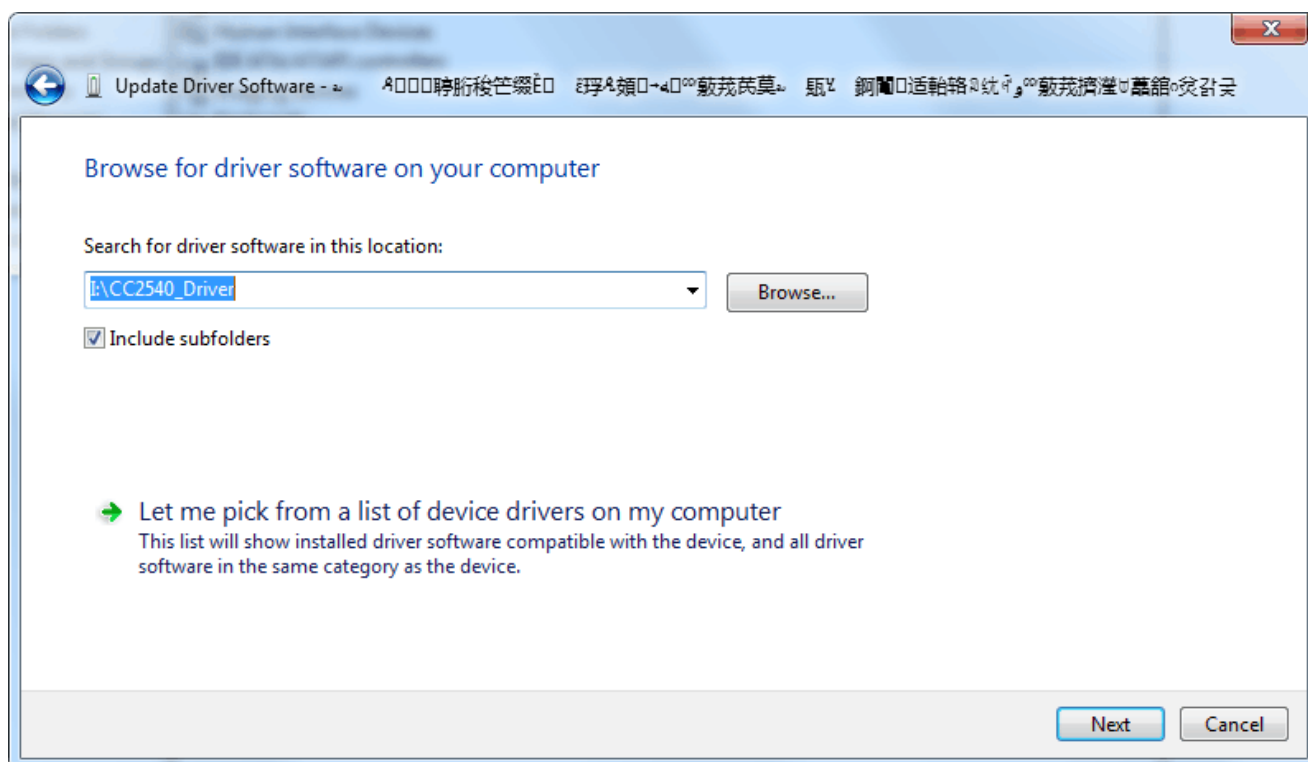 Update Driver Software -
Browse for driver software on your computer
Search for driver software in this location:
I:\CC2540_Driver
Browse...
Include subfolders
Let me pick from a list of device drivers on my computer
This list will show installed driver software compatible with the device, and all driver
software in the same category as the device.
Next
Cancel